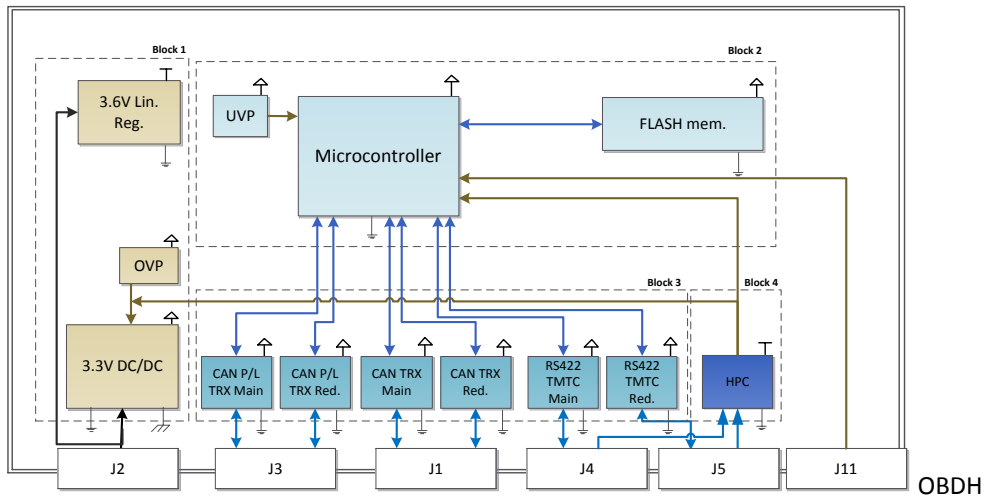 Block 1
Block 2
3.6V Lin.
Reg.
UVP
Microcontroller
FLASH mem.
OVP
Block 3
Block 4
3.3V DC/DC
CAN P/L
TRX Main
CAN P/L
TRX Red.
CAN TRX
Main
CAN TRX
Red.
RS422
TMTC
Main
RS422
TMTC
Red.
HPC
J2
J3
J1
J4
J5
J11
OBDH